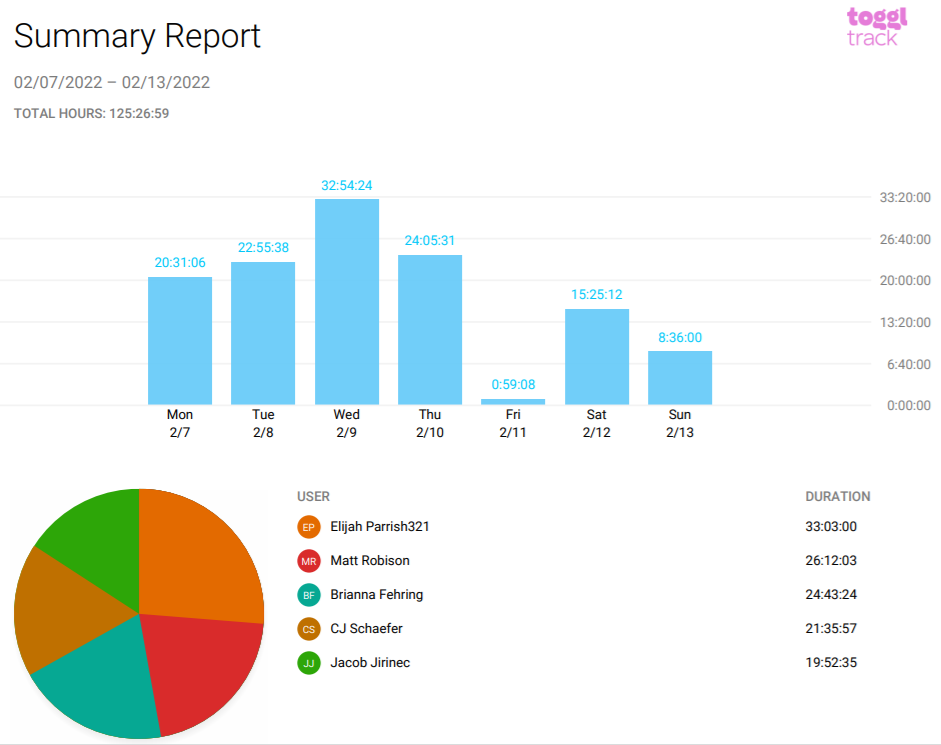 toggl
track
Summary Report
02/07/2022 – 02/13/2022
TOTAL HOURS: 125:26:59
32:54:24
33:20:00
24:05:31
26:40:00
22:55:38
20:31:06
20:00:00
15:25:12
13:20:00
8:36:00
6:40:00
0:59:08
0:00:00
Mon Tue Wed Thu Fri Sat Sun
2/7 2/8 2/9 2/10 2/11 2/12 2/13
USER DURATION
EP Elijah Parrish321 33:03:00
MR Matt Robison 26:12:03
BF Brianna Fehring 24:43:24
CS CJ Schaefer 21:35:57
JJ Jacob Jirinec 19:52:35